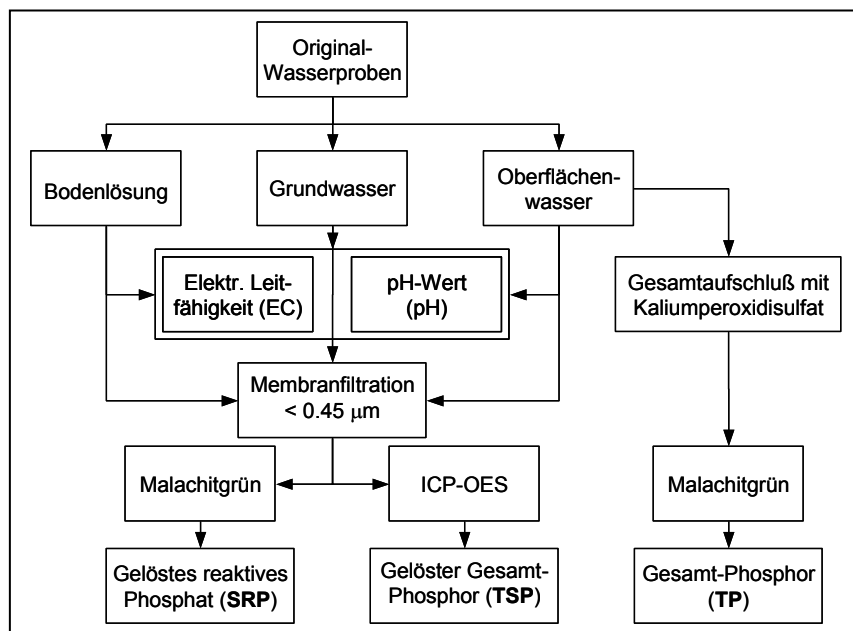 Original-
Wasserproben
Bodenlösung
Grundwasser
Oberflächen-
wasser
Elektr. Leit-
fähigkeit (EC)
pH-Wert
(pH)
Gesamtaufschluß mit
Kaliumperoxidisulfat
Membranfiltration
< 0.45 μm
Malachitgrün
ICP-OES
Malachitgrün
Gelöstes reaktives
Phosphat (SRP)
Gelöster Gesamt-
Phosphor (TSP)
Gesamt-Phosphor
(TP)